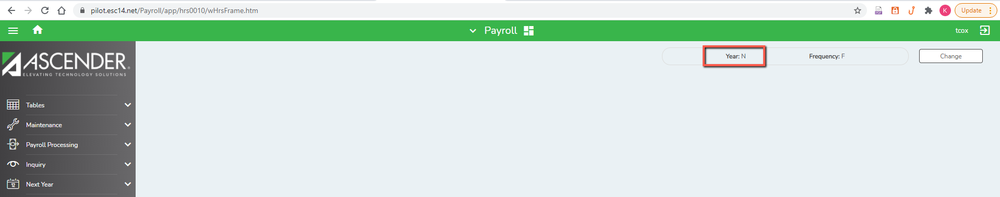 pilot.esc14.net/Payroll/app/hrs0010/wHrsFrame.htm
PDF
K
Update
Payroll
tcox
ASCENDER®
ELEVATING TECHNOLOGY SOLUTIONS
Year: N
Frequency: F
Change
Tables
Maintenance
Payroll Processing
Inquiry
12
Next Year